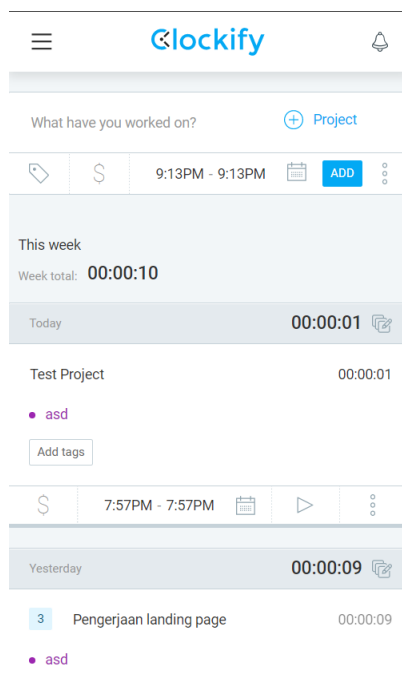 Clockify
What have you worked on? Project
$ 9:13PM - 9:13PM ADD
This week
Week total: 00:00:10
Today 00:00:01
Test Project 00:00:01
asd
Add tags
$ 7:57PM - 7:57PM
Yesterday 00:00:09
3 Pengerjaan landing page 00:00:09
asd